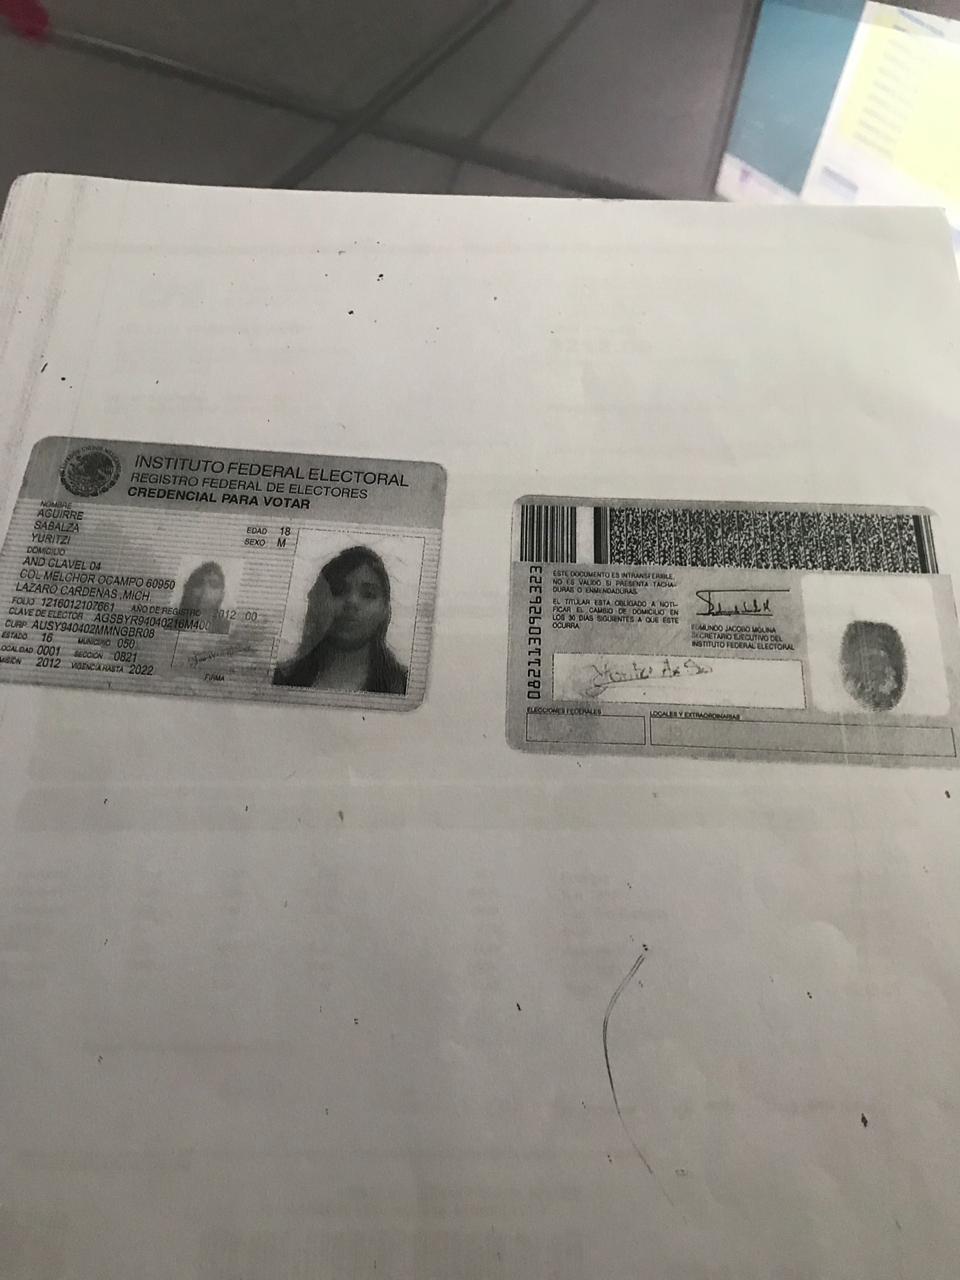 INSTITUTO FEDERAL ELECTORAL
REGISTRO FEDERAL DE ELECTORES
CREDENCIAL PARA VOTAR
NOMBRE
AGUIRRE
SABALZA
YURITZI
EDAD 18
SEXO M
DOMICILIO
AND CLAVEL 04
COL MELCHOR OCAMPO 60950
LAZARO CARDENAS ,MICH.
FOLIO 1216012107661 AÑO DE REGISTRO 2012 00
CLAVE DE ELECTOR AGSBYR94040216M400
CURP AUSY940402MMNGBR08
ESTADO 16 MUNICIPIO 050
LOCALIDAD 0001 SECCIÓN 0821
EMISIÓN 2012 VIGENCIA HASTA 2022
FIRMA
ESTE DOCUMENTO ES INTRANSFERIBLE,
NO ES VALIDO SI PRESENTA TACHA-
DURAS O ENMENDADURAS.
EL TITULAR ESTA OBLIGADO A NOTI-
FICAR EL CAMBIO DE DOMICILIO EN
LOS 30 DIAS SIGUIENTES A QUE ESTE
OCURRA.
EDMUNDO JACOBO MOLINA
SECRETARIO EJECUTIVO DEL
INSTITUTO FEDERAL ELECTORAL
ELECCIONES FEDERALES
LOCALES Y EXTRAORDINARIAS